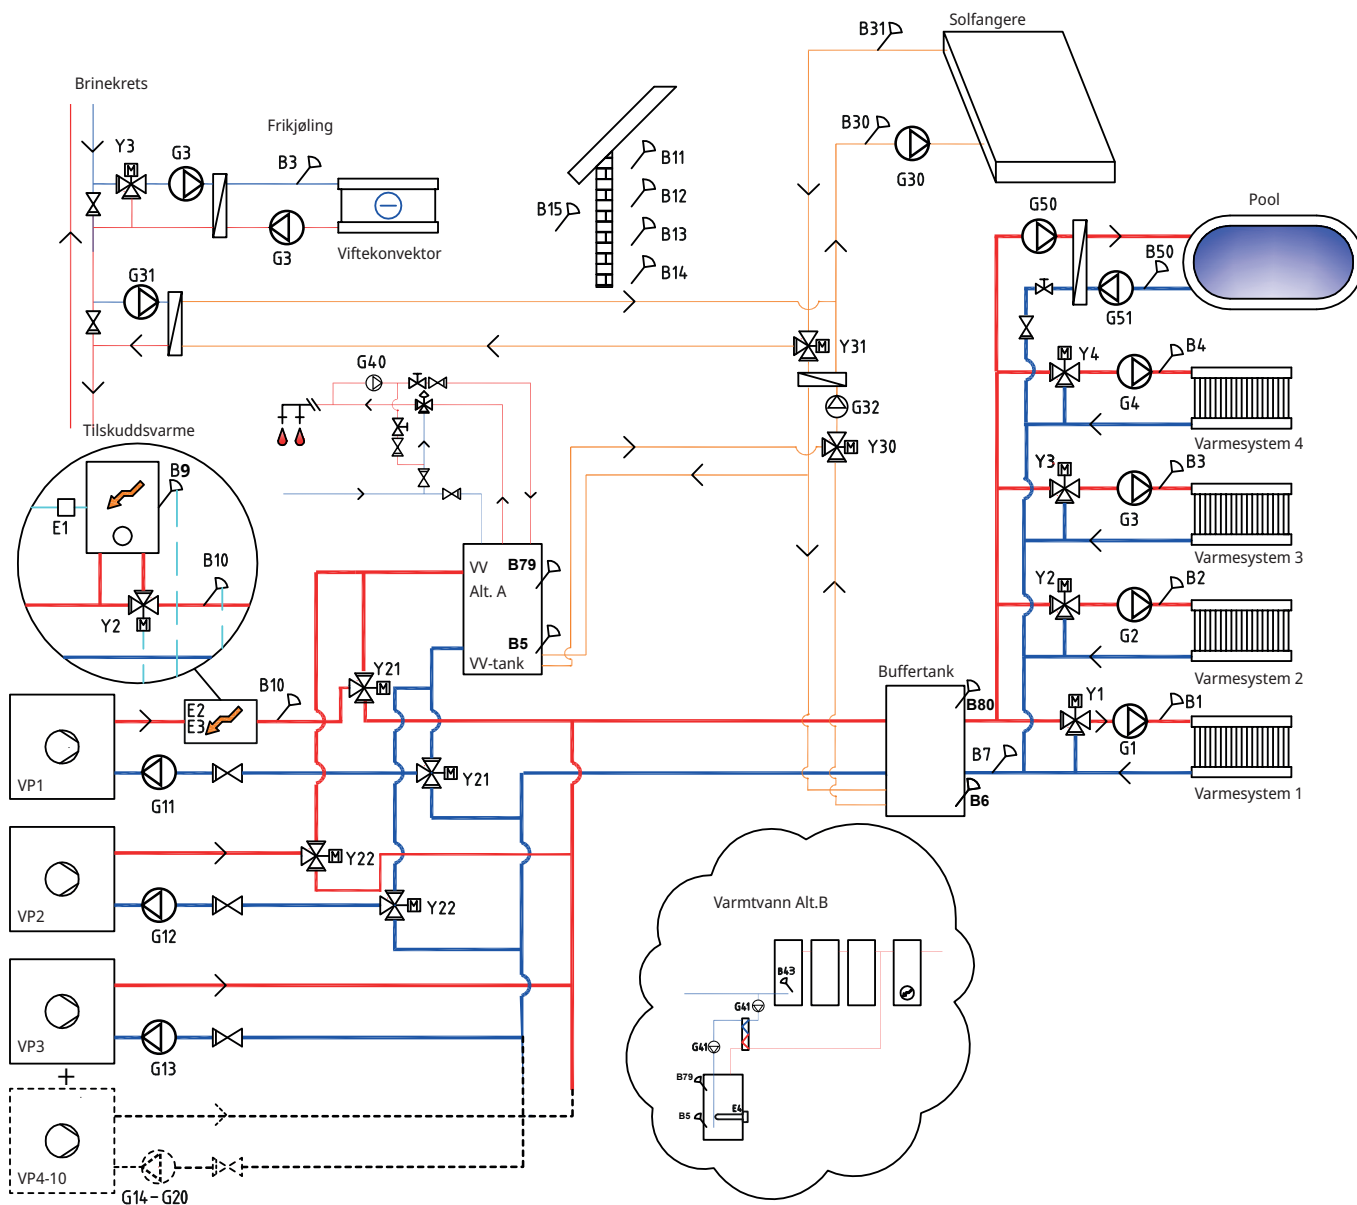 Solfangere
B31
Brinekrets
B30
Frikjøling
Y3
G3
B3
B11
G30
B12
Pool
G50
B15
B13
B50
G3
Viftekonvektor
B14
G31
G51
Y31
Y4
B4
G40
G4
G32
Tilskuddsvarme
Varmesystem 4
Y30
Y3
B3
B9
G3
E1
Varmesystem 3
B10
VV
B79
Y2
B2
Alt. A
Y2
G2
B5
VV-tank
Y21
Buffertank
Varmesystem 2
B10
E2
E3
B80
Y1
B1
G1
B7
VP1
G11
Y21
B6
Varmesystem 1
Y22
VP2
G12
Y22
Varmtvann Alt.B
B43
G41
VP3
G13
G41
+
B79
E4
B5
VP4-10
G14-G20
M
M
M
M
M
M
M
M
M
M
M
M